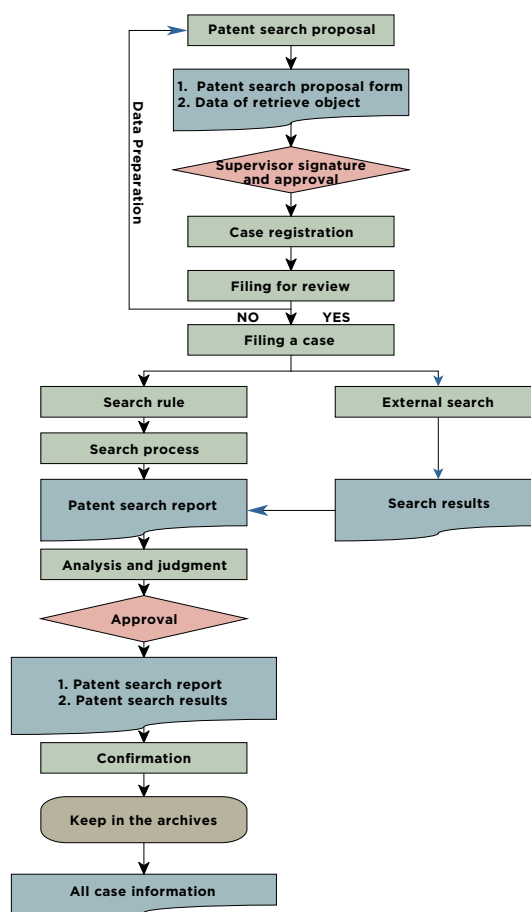 Patent search proposal
1. Patent search proposal form
2. Data of retrieve object
Data Preparation
Supervisor signature
and approval
Case registration
Filing for review
NO YES
Filing a case
Search rule
External search
Search process
Patent search report
Search results
Analysis and judgment
Approval
1. Patent search report
2. Patent search results
Confirmation
Keep in the archives
All case information